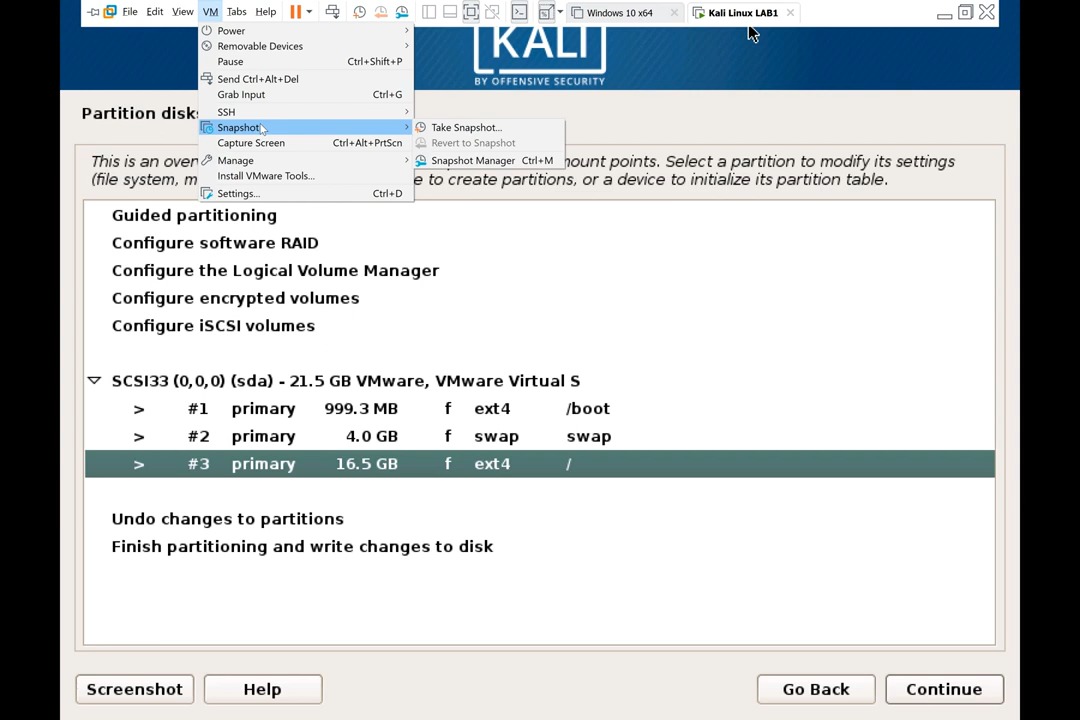 File Edit View VM Tabs Help Windows 10 x64 Kali Linux LAB1
KALI
BY OFFENSIVE SECURITY
Power
Removable Devices
Pause Ctrl+Shift+P
Send Ctrl+Alt+Del
Grab Input Ctrl+G
SSH
Snapshot
Capture Screen Ctrl+Alt+PrtScn
Manage
Install VMware Tools...
Settings... Ctrl+D
Take Snapshot...
Revert to Snapshot
Snapshot Manager Ctrl+M
Partition disks
This is an over mount points. Select a partition to modify its settings
(file system, m e to create partitions, or a device to initialize its partition table.
Guided partitioning
Configure software RAID
Configure the Logical Volume Manager
Configure encrypted volumes
Configure iSCSI volumes
SCSI33 (0,0,0) (sda) - 21.5 GB VMware, VMware Virtual S
> #1 primary 999.3 MB f ext4 /boot
> #2 primary 4.0 GB f swap swap
> #3 primary 16.5 GB f ext4 /
Undo changes to partitions
Finish partitioning and write changes to disk
Screenshot Help Go Back Continue